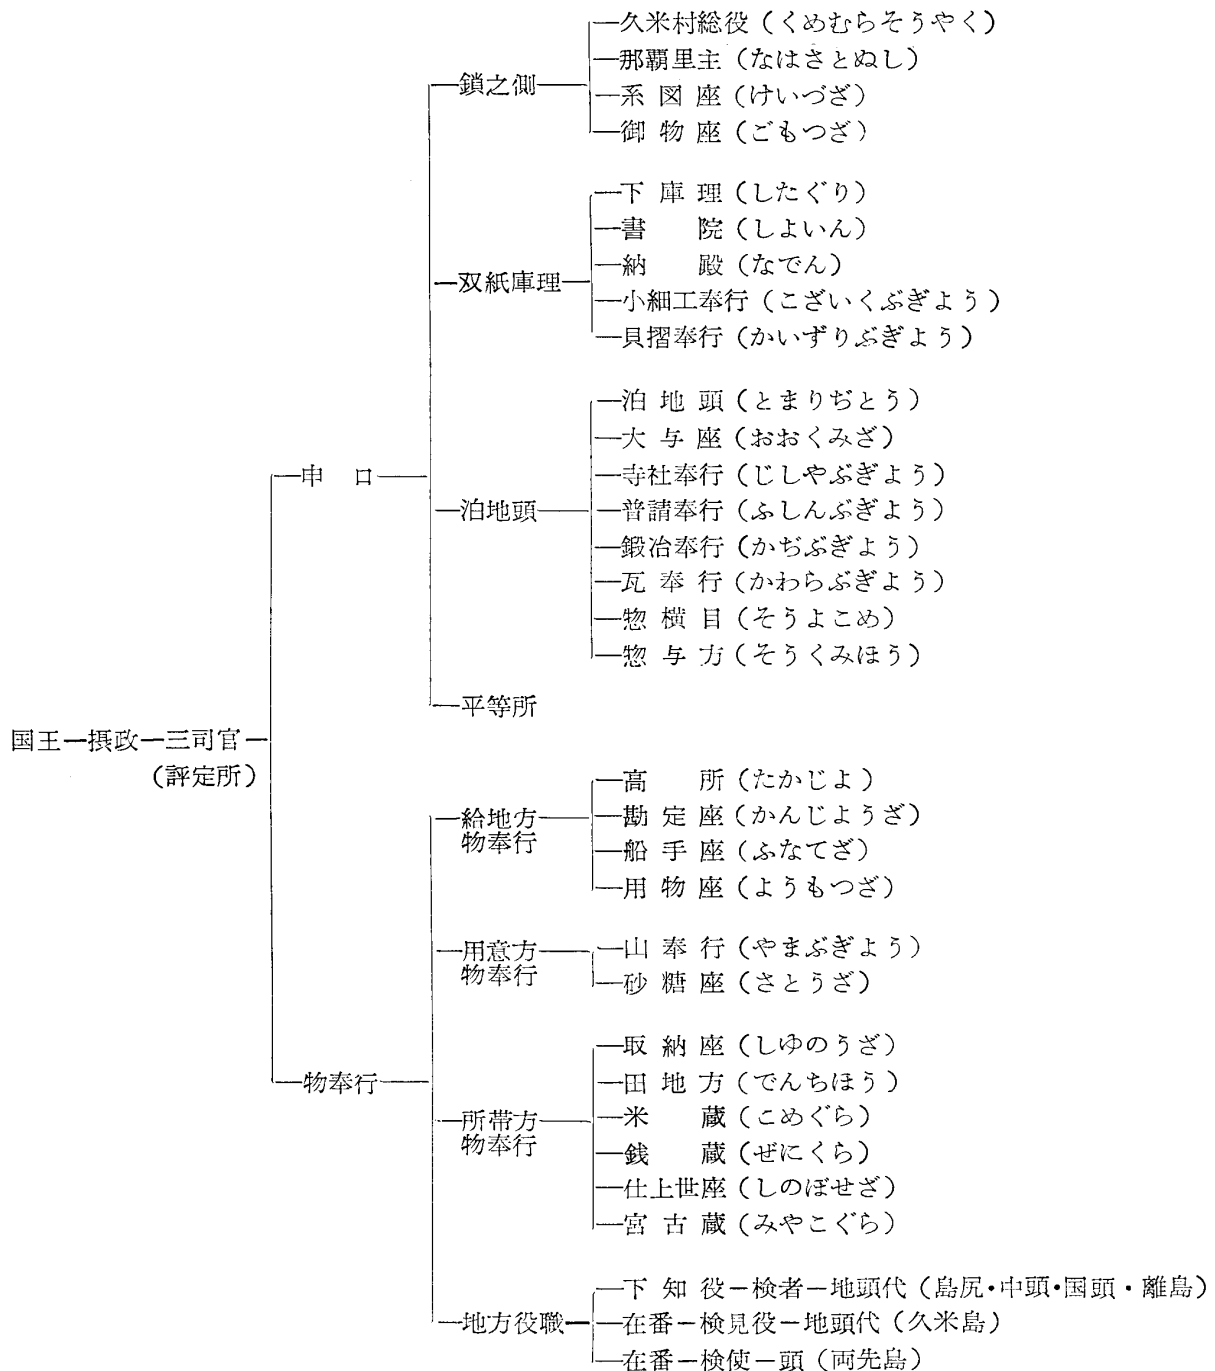 久米村総役(くめむらそうやく)
那覇里主(なはさとぬし)
鎖之側
系図座(けいづざ)
御物座(ごもつざ)
下庫理(したぐり)
書院(しよいん)
納殿(なでん)
双紙庫理
小細工奉行(こざいくぶぎよう)
貝摺奉行(かいずりぶぎよう)
泊地頭(とまりぢとう)
大与座(おおくみざ)
申口
寺社奉行(じしやぶぎよう)
泊地頭
普請奉行(ふしんぶぎよう)
鍛冶奉行(かぢぶぎよう)
瓦奉行(かわらぶぎよう)
惣横目(そうよこめ)
惣与方(そうくみほう)
平等所
国王ー摂政ー三司官
(評定所)
高所(たかじよ)
給地方
物奉行
勘定座(かんじようざ)
船手座(ふなてざ)
用物座(ようもつざ)
用意方
物奉行
山奉行(やまぶぎよう)
砂糖座(さとうざ)
取納座(しゆのうざ)
物奉行
田地方(でんちほう)
所帯方
物奉行
米蔵(こめぐら)
銭蔵(ぜにくら)
仕上世座(しのぼせざ)
宮古蔵(みやこぐら)
下知役ー検者ー地頭代(島尻・中頭・国頭・離島)
地方役職
在番ー検見役ー地頭代(久米島)
在番ー検使ー頭(両先島)